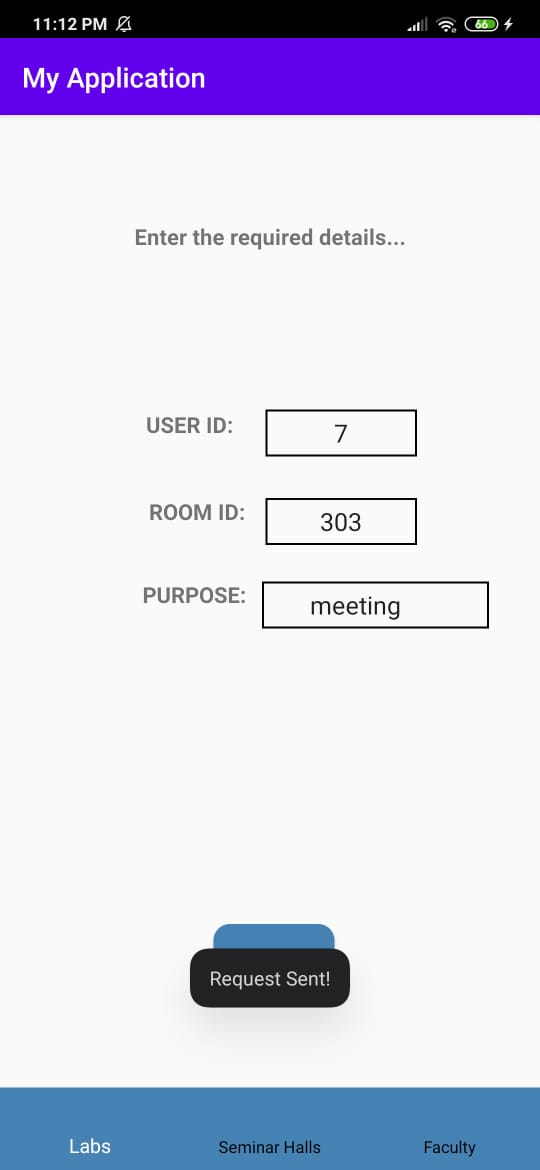 11:12 PM
66
My Application
Enter the required details...
USER ID:
7
ROOM ID:
303
PURPOSE:
meeting
Request Sent!
Labs
Seminar Halls
Faculty